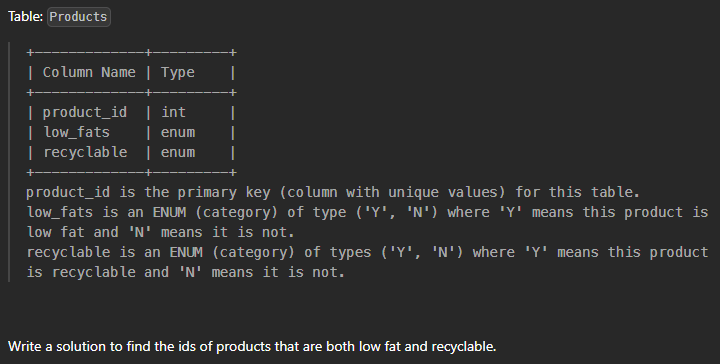 Table: Products
+-------------+---------+
| Column Name | Type    |
+-------------+---------+
| product_id  | int     |
| low_fats    | enum    |
| recyclable  | enum    |
+-------------+---------+
product_id is the primary key (column with unique values) for this table.
low_fats is an ENUM (category) of type ('Y', 'N') where 'Y' means this product is
low fat and 'N' means it is not.
recyclable is an ENUM (category) of types ('Y', 'N') where 'Y' means this product
is recyclable and 'N' means it is not.
Write a solution to find the ids of products that are both low fat and recyclable.